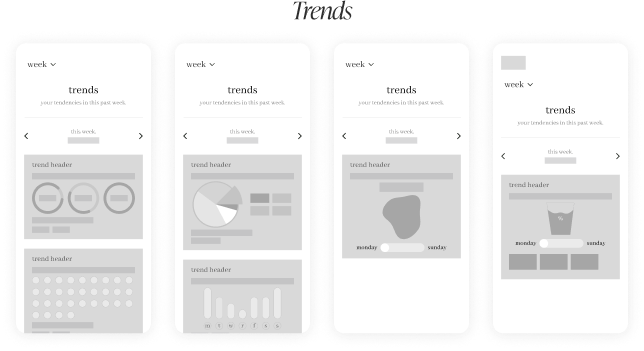 Trends
week
trends
your tendencies in this past week.
this week.
trend header
trend header
week
trends
your tendencies in this past week.
this week.
trend header
trend header
m t w r f s s
week
trends
your tendencies in this past week.
this week.
trend header
monday sunday
week
trends
your tendencies in this past week.
this week.
trend header
monday sunday